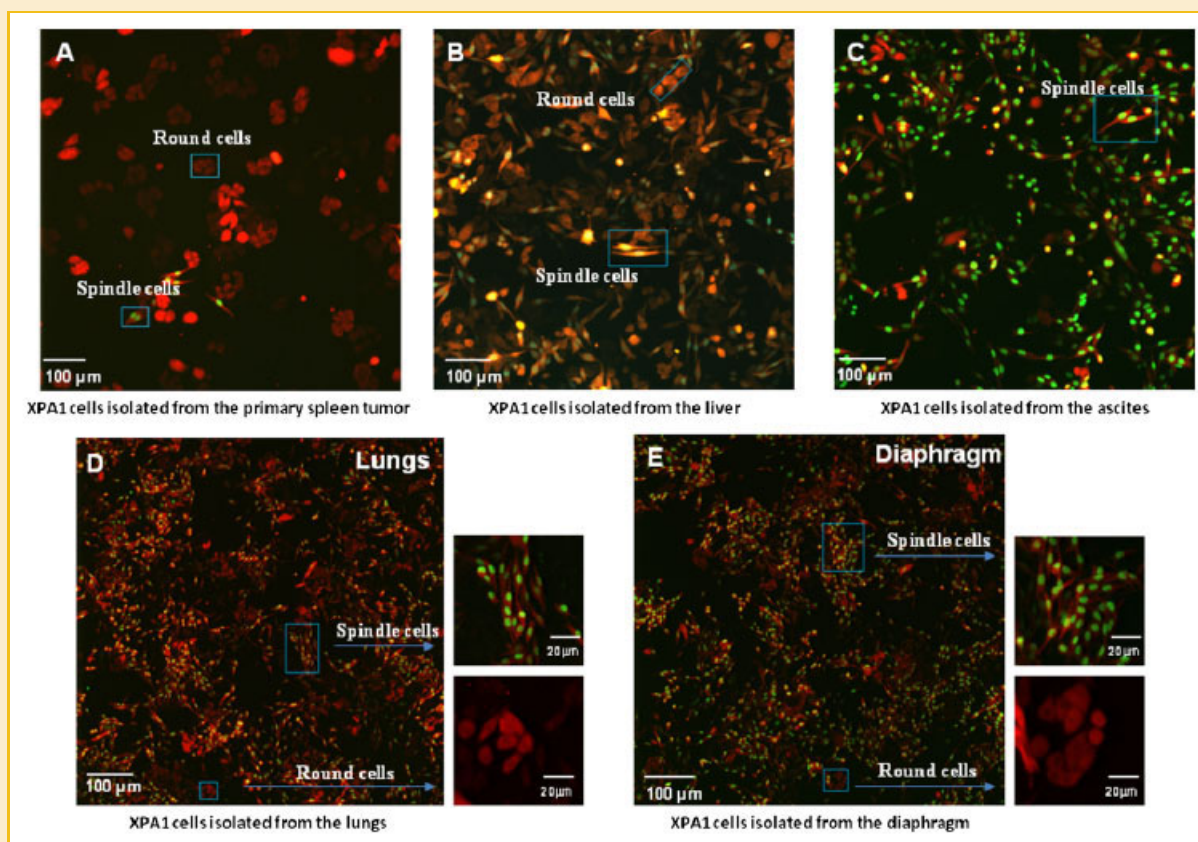 A
Round cells
Spindle cells
100 µm
XPA1 cells isolated from the primary spleen tumor
B
Round cells
Spindle cells
100 µm
XPA1 cells isolated from the liver
C
Spindle cells
100 µm
XPA1 cells isolated from the ascites
D
Lungs
Spindle cells
20µm
Round cells
100 µm
20µm
XPA1 cells isolated from the lungs
E
Diaphragm
Spindle cells
20µm
Round cells
100 µm
20µm
XPA1 cells isolated from the diaphragm